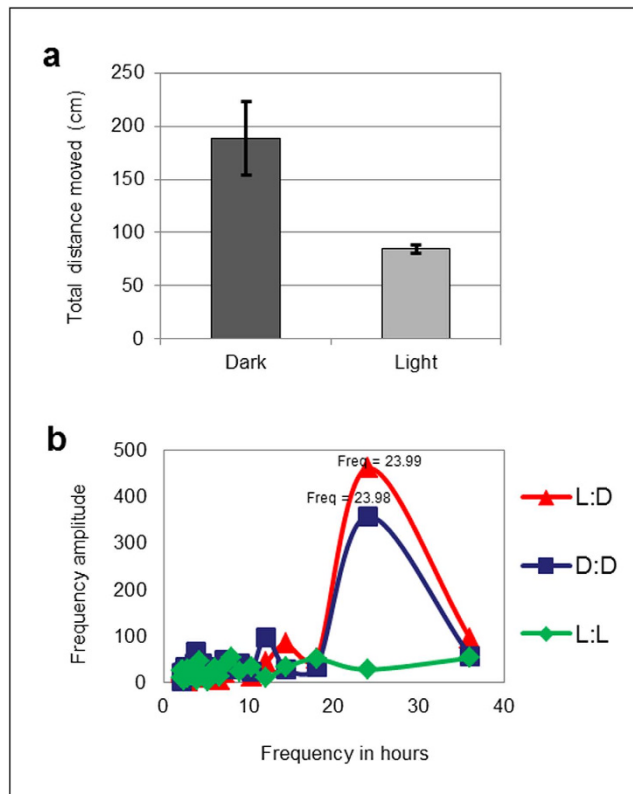 a
Total distance moved (cm)
250
200
150
100
50
0
Dark Light
b
Frequency amplitude
500
400
300
200
100
0
Freq = 23.99
Freq = 23.98
0 10 20 30 40
Frequency in hours
L:D
D:D
L:L